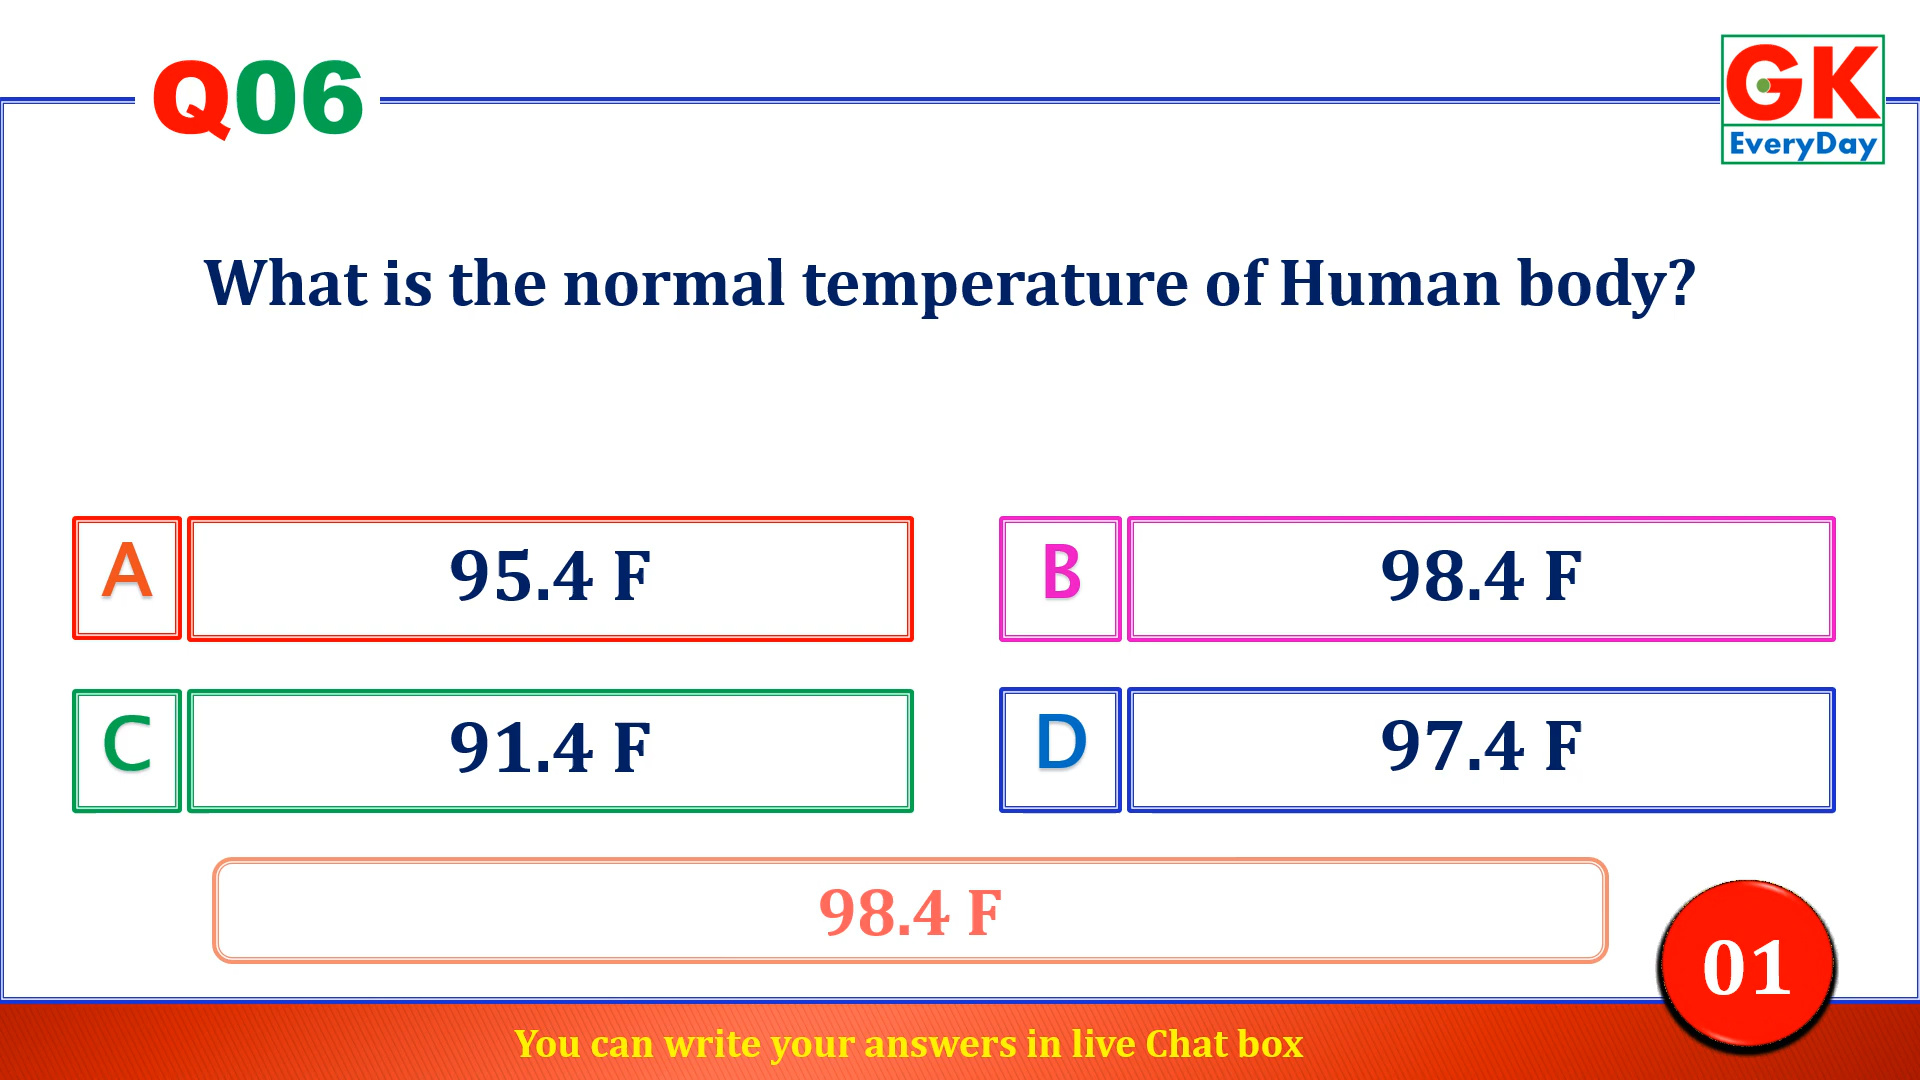 Q06
GK
EveryDay
What is the normal temperature of Human body?
A 95.4 F
B 98.4 F
C 91.4 F
D 97.4 F
98.4 F
01
You can write your answers in live Chat box